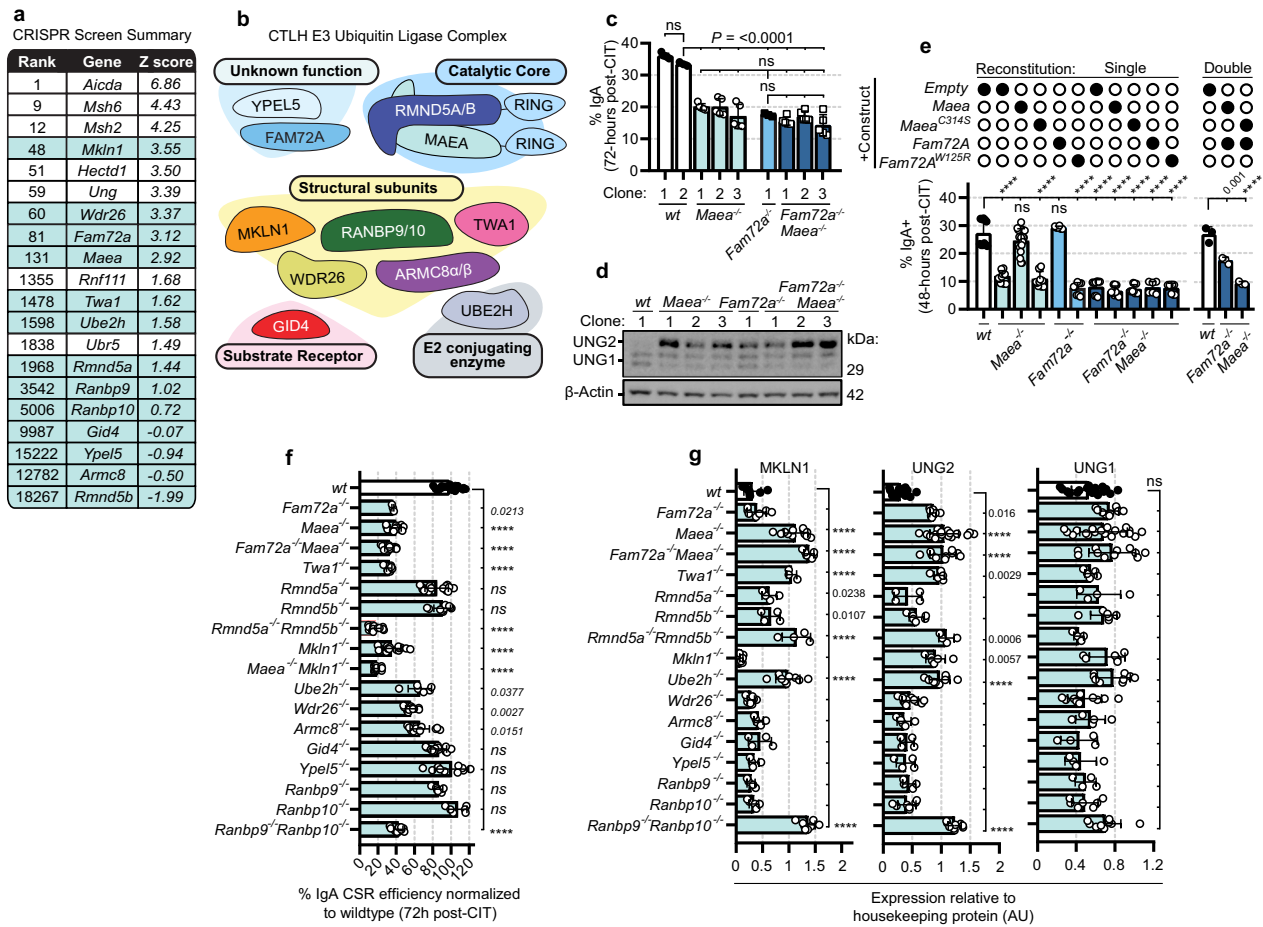 a
CRISPR Screen Summary
Rank Gene Z score
1 Aicda 6.86
9 Msh6 4.43
12 Msh2 4.25
48 Mkln1 3.55
51 Hectd1 3.50
59 Ung 3.39
60 Wdr26 3.37
81 Fam72a 3.12
131 Maea 2.92
1355 Rnf111 1.68
1478 Twa1 1.62
1598 Ube2h 1.58
1838 Ubr5 1.49
1968 Rmnd5a 1.44
3542 Ranbp9 1.02
5006 Ranbp10 0.72
9987 Gid4 -0.07
15222 Ypel5 -0.94
12782 Armc8 -0.50
18267 Rmnd5b -1.99
b
CTLH E3 Ubiquitin Ligase Complex
Unknown function
YPEL5
FAM72A
Catalytic Core
RMND5A/B
RING
MAEA
RING
Structural subunits
MKLN1
RANBP9/10
TWA1
WDR26
ARMC8α/β
GID4
Substrate Receptor
UBE2H
E2 conjugating
enzyme
c
ns
P = <0.0001
ns
ns
% IgA
(72-hours post-CIT)
40
30
20
10
0
Clone: 1 2 1 2 3 1 1 2 3
wt Maea-/- Fam72a-/- Fam72a-/-
Maea-/-
d
wt Maea-/- Fam72a-/- Fam72a-/-
Maea-/-
Clone: 1 1 2 3 1 1 2 3
UNG2
UNG1
β-Actin
kDa:
29
42
e
Reconstitution: Single Double
+Construct
Empty
Maea
MaeaC314S
Fam72A
Fam72AW125R
**** ns **** ns **** **** **** **** **** **** 0.001 ****
% IgA+
(48-hours post-CIT)
40
30
20
10
0
wt Maea-/- Fam72a-/- Fam72a-/-
Maea-/-
wt Fam72a-/-
Maea-/-
f
wt
Fam72a-/- 0.0213
Maea-/- ****
Fam72a-/-Maea-/- ****
Twa1-/- ****
Rmnd5a-/- ns
Rmnd5b-/- ns
Rmnd5a-/-Rmnd5b-/- ****
Mkln1-/- ****
Maea-/-Mkln1-/- ****
Ube2h-/- 0.0377
Wdr26-/- 0.0027
Armc8-/- 0.0151
Gid4-/- ns
Ypel5-/- ns
Ranbp9-/- ns
Ranbp10-/- ns
Ranbp9-/-Ranbp10-/- ****
0 20 40 60 80 100 120
% IgA CSR efficiency normalized
to wildtype (72h post-CIT)
g
MKLN1 UNG2 UNG1
wt ns
Fam72a-/- 0.016
Maea-/- **** ****
Fam72a-/-Maea-/- **** ****
Twa1-/- **** 0.0029
Rmnd5a-/- 0.0238
Rmnd5b-/- 0.0107
Rmnd5a-/-Rmnd5b-/- **** 0.0006
Mkln1-/- 0.0057
Ube2h-/- **** ****
Wdr26-/-
Armc8-/-
Gid4-/-
Ypel5-/-
Ranbp9-/-
Ranbp10-/-
Ranbp9-/-Ranbp10-/- **** ****
0 0.5 1 1.5 2 0 0.5 1 1.5 2 0 0.4 0.8 1.2
Expression relative to
housekeeping protein (AU)